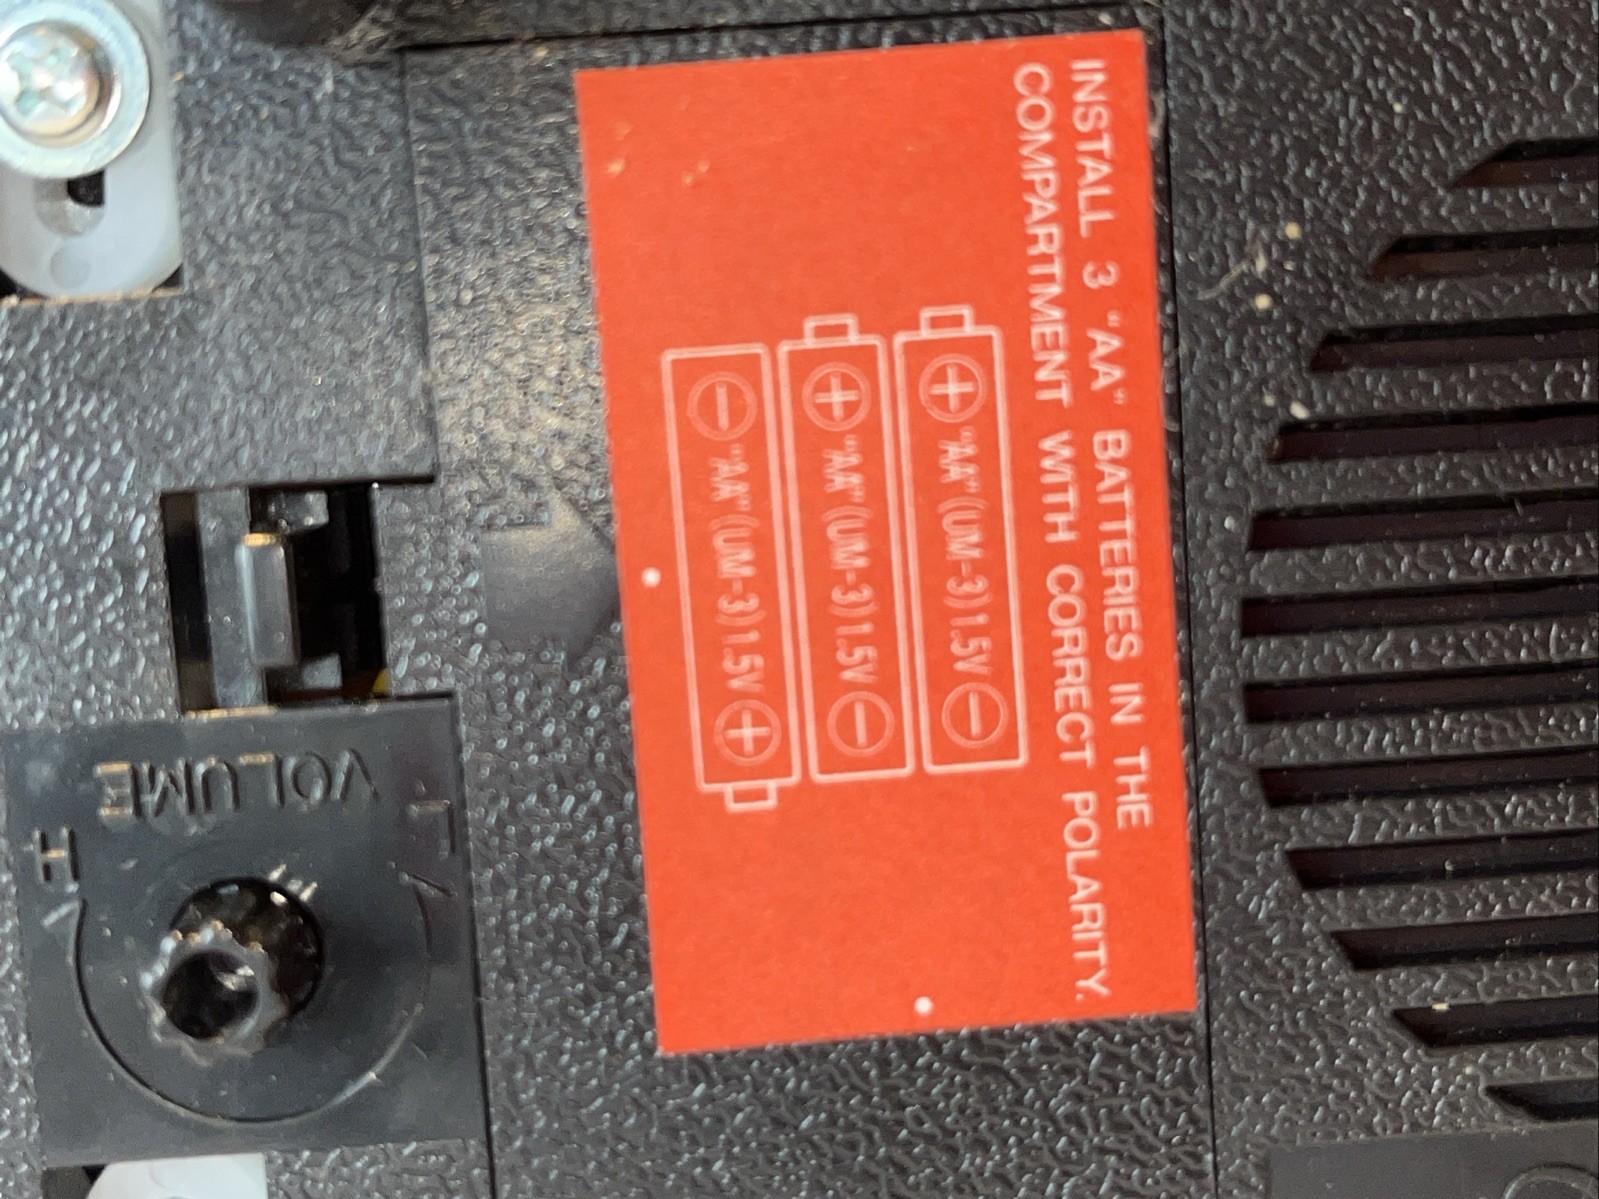 INSTALL 3 “AA” BATTERIES IN THE
COMPARTMENT WITH CORRECT POLARITY.
+ “AA” (UM-3) 1.5V −
+ “AA” (UM-3) 1.5V −
− “AA” (UM-3) 1.5V +
VOLUME
H
L